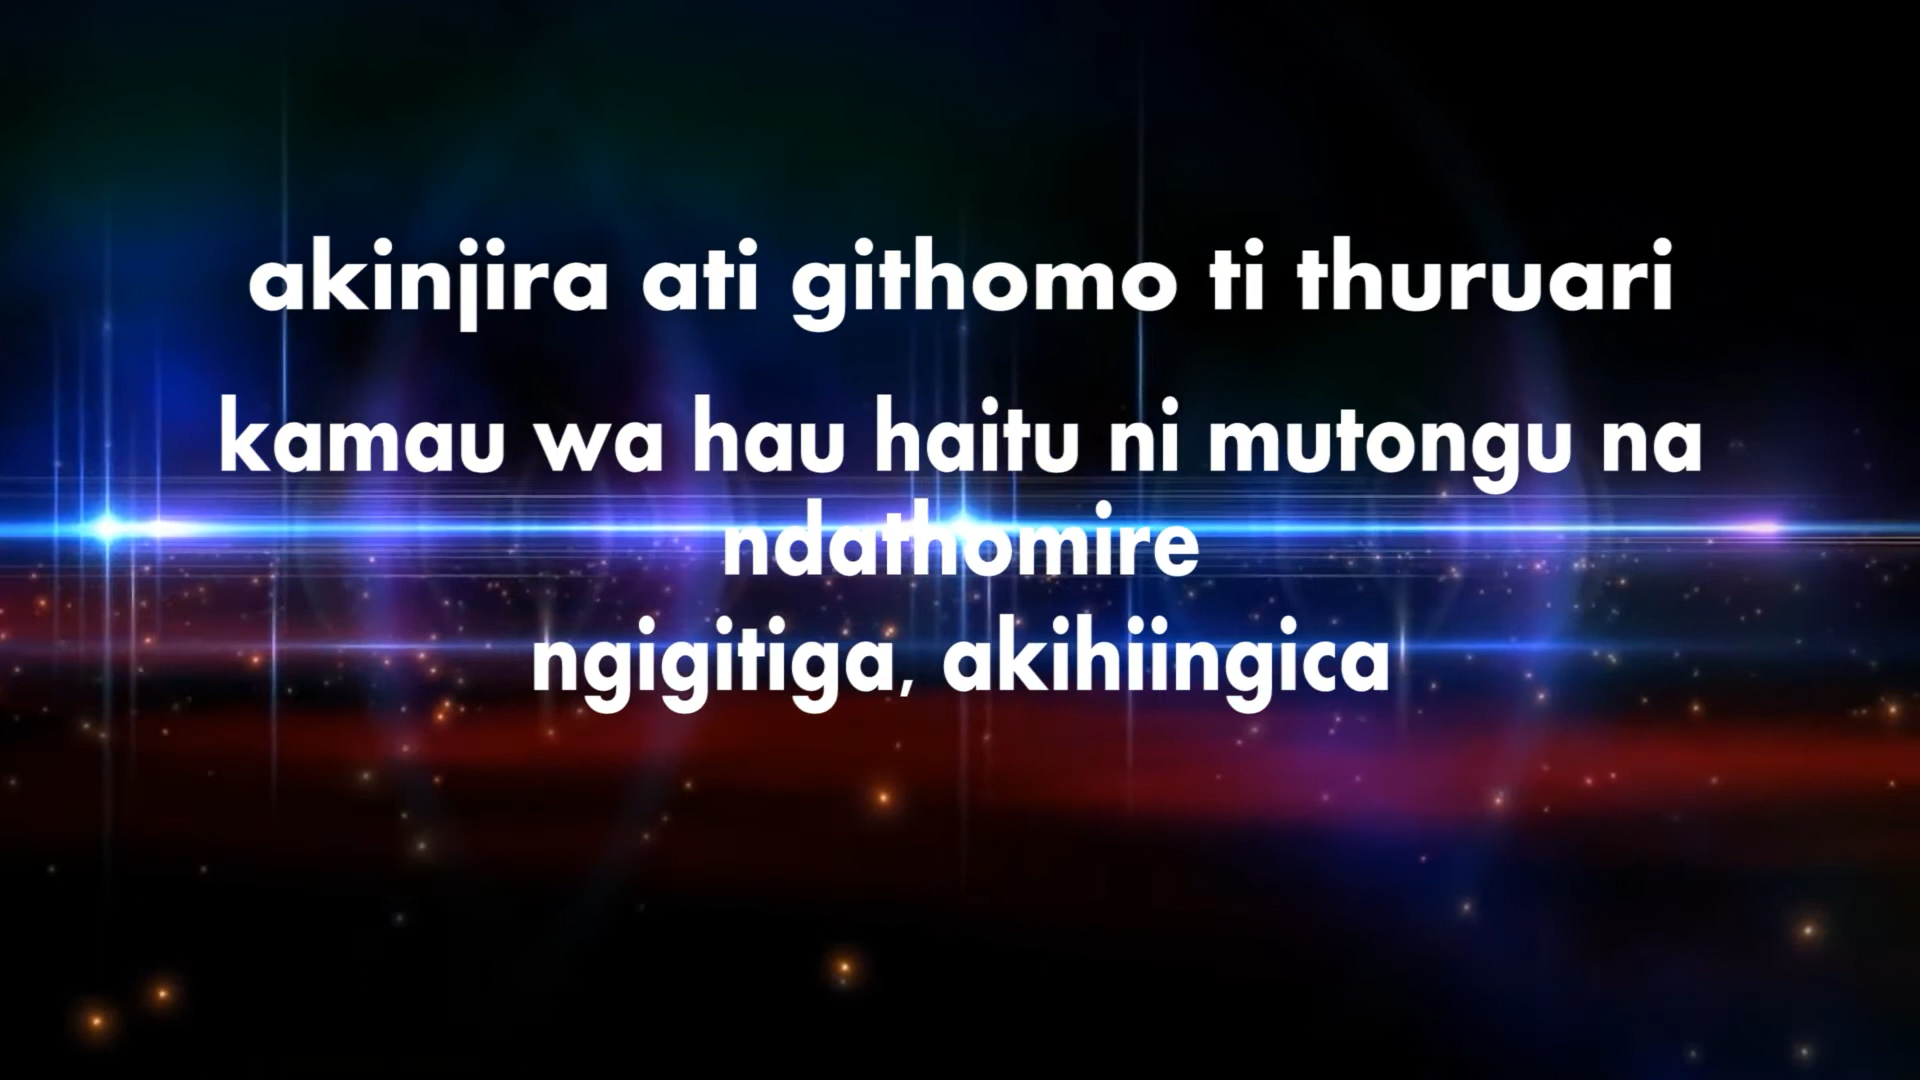 akinjira ati githomo ti thuruari
kamau wa hau haitu ni mutongu na
ndathomire
ngigitiga, akihiingica